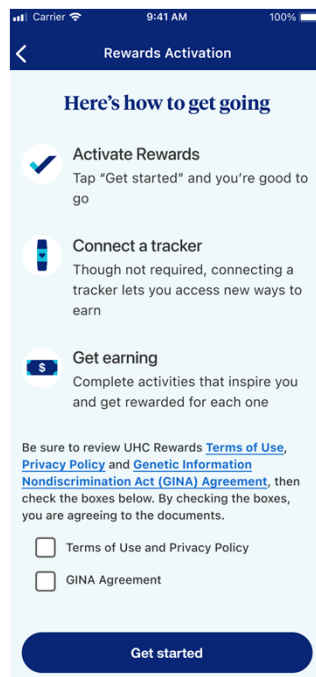 Carrier 9:41 AM 100%
Rewards Activation
Here's how to get going
Activate Rewards
Tap "Get started" and you're good to
go
Connect a tracker
Though not required, connecting a
tracker lets you access new ways to
earn
$
Get earning
Complete activities that inspire you
and get rewarded for each one
Be sure to review UHC Rewards Terms of Use,
Privacy Policy and Genetic Information
Nondiscrimination Act (GINA) Agreement, then
check the boxes below. By checking the boxes,
you are agreeing to the documents.
Terms of Use and Privacy Policy
GINA Agreement
Get started